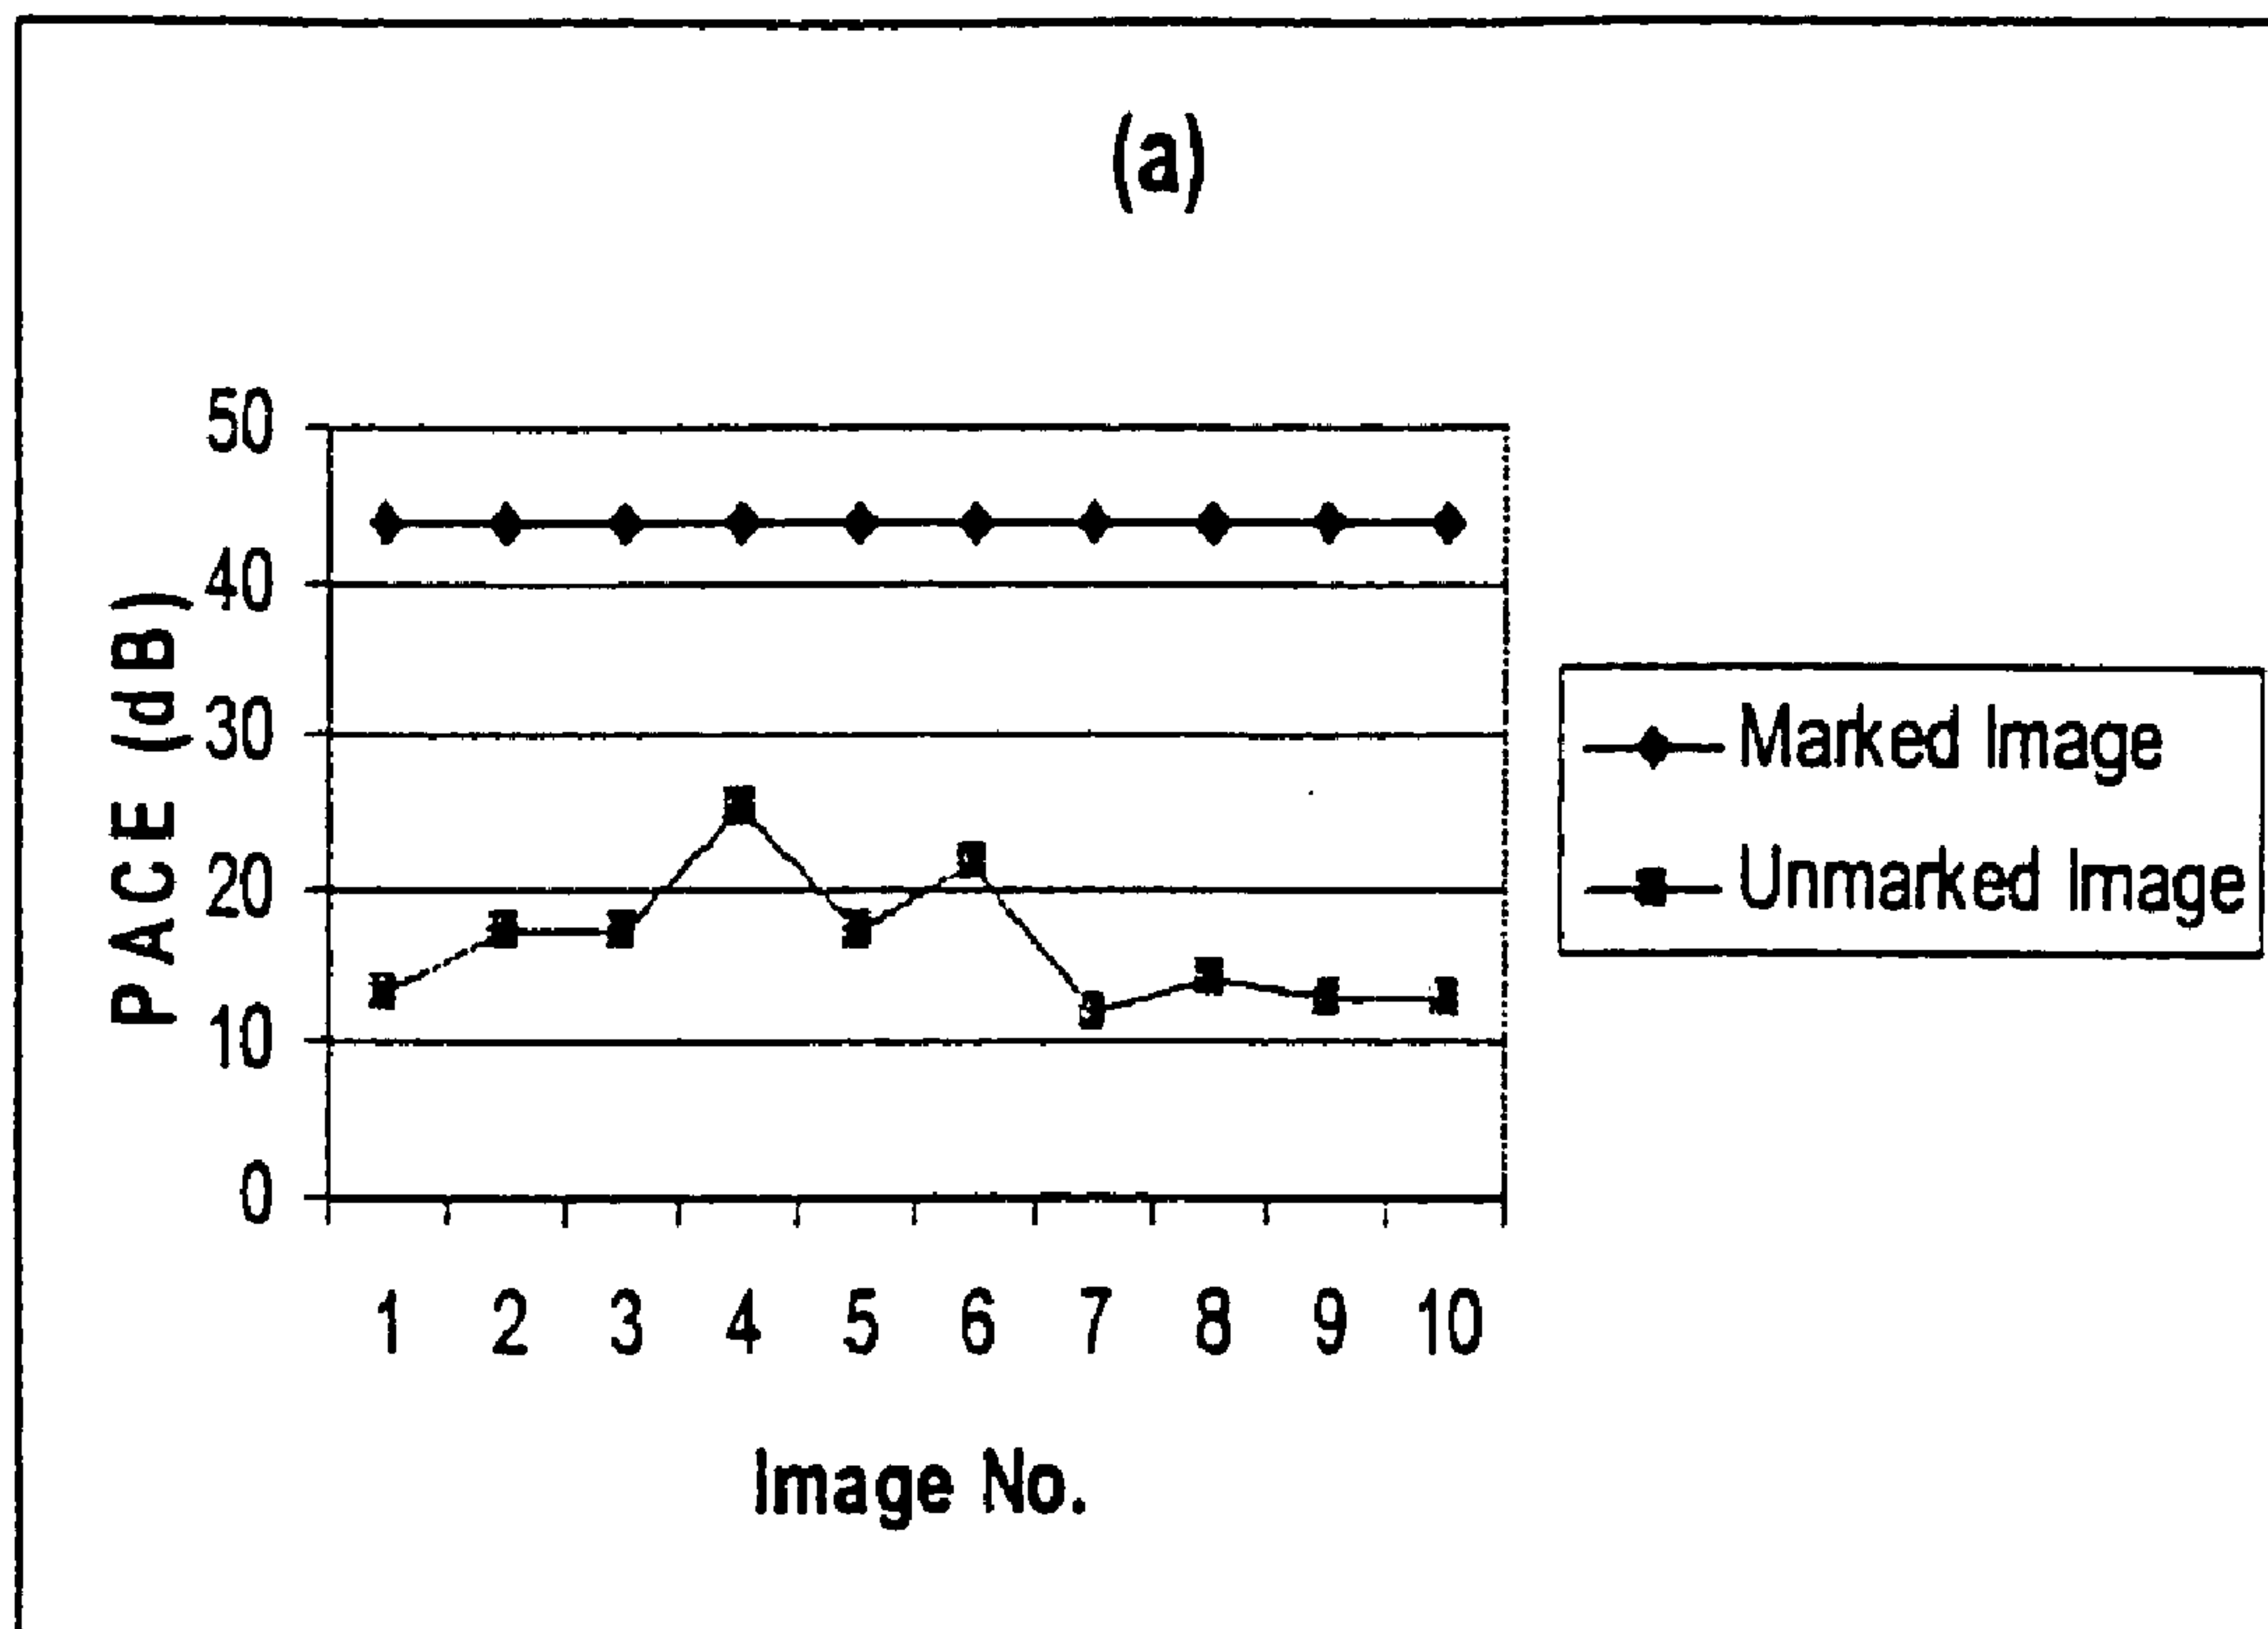 (a)
50
40
30
20
10
0
PACE (dB)
1 2 3 4 5 6 7 8 9 10
Image No.
Marked Image
Unmarked Image